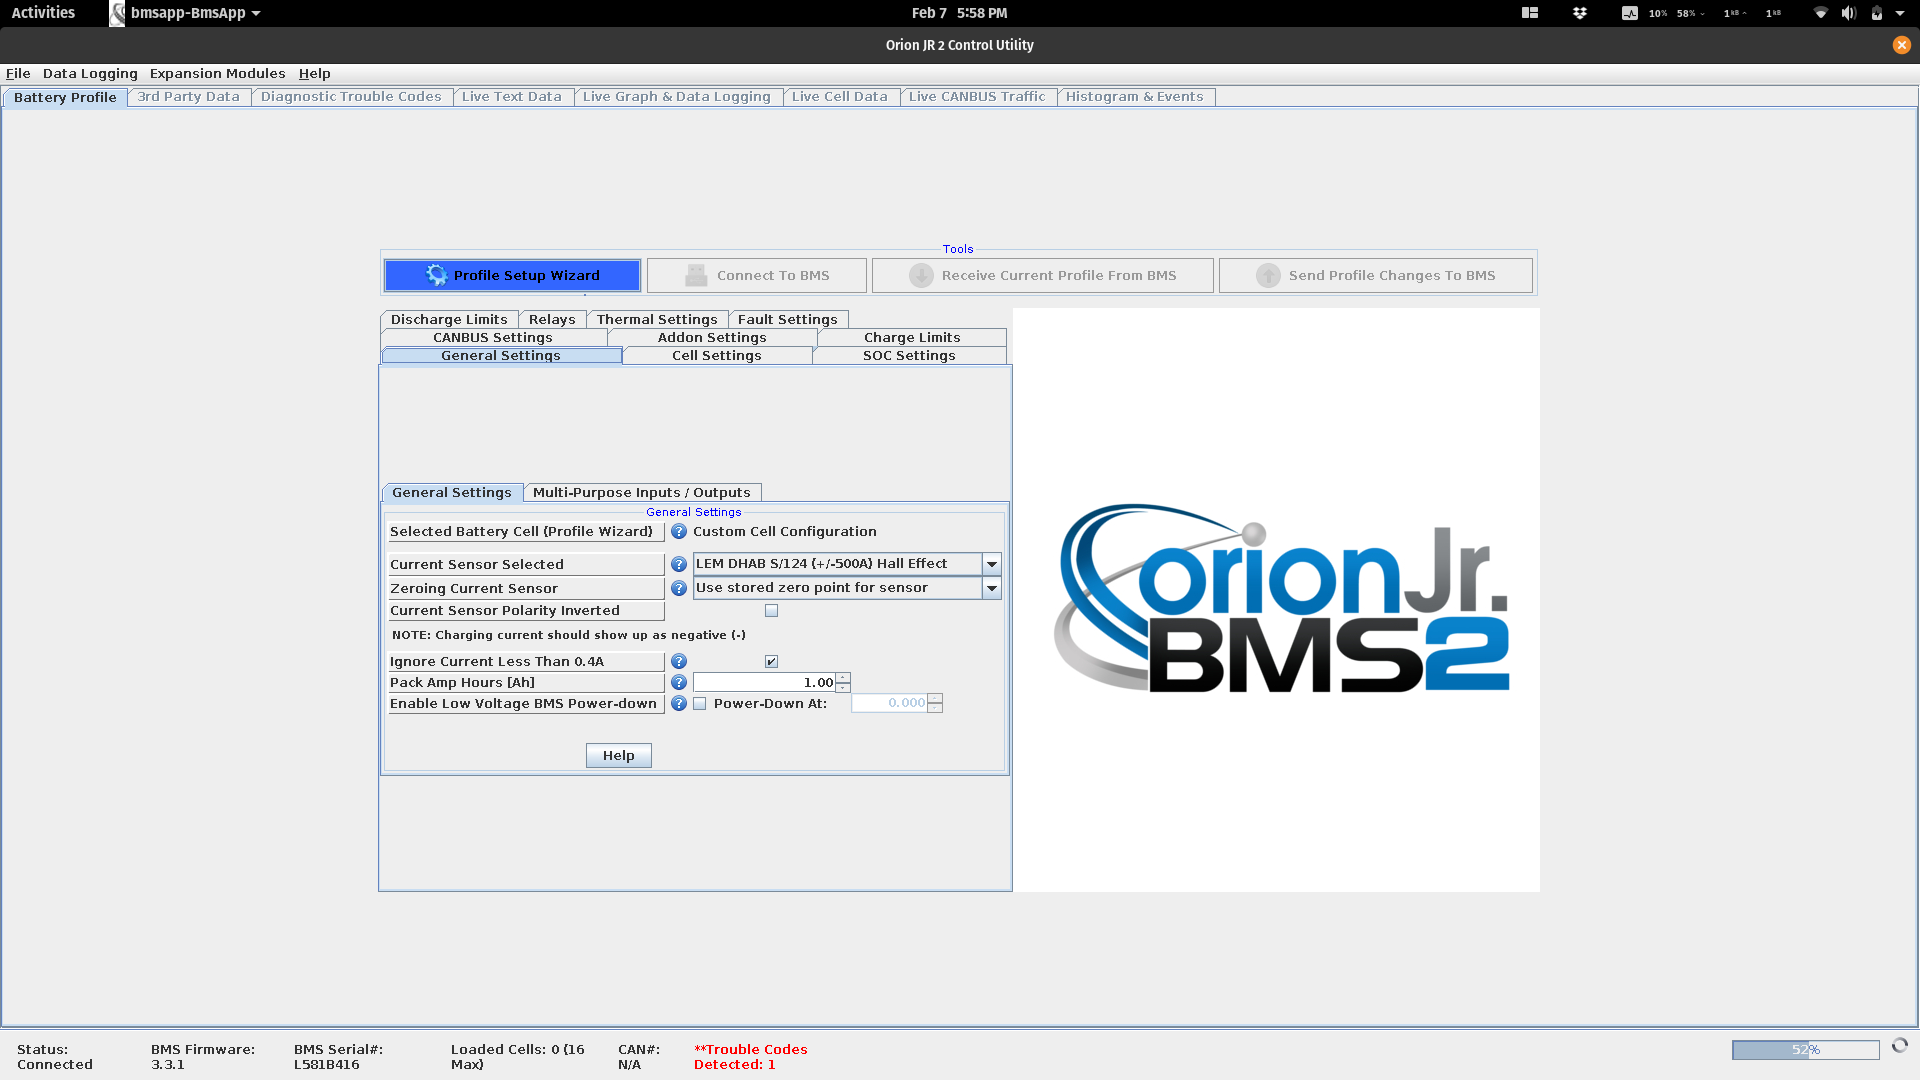 Activities
bmsapp-BmsApp
Feb 7 5:58 PM
10% 58% 1 kB 1 kB
Orion JR 2 Control Utility
File Data Logging Expansion Modules Help
Battery Profile 3rd Party Data Diagnostic Trouble Codes Live Text Data Live Graph & Data Logging Live Cell Data Live CANBUS Traffic Histogram & Events
Tools
Profile Setup Wizard Connect To BMS Receive Current Profile From BMS Send Profile Changes To BMS
Discharge Limits Relays Thermal Settings Fault Settings
CANBUS Settings Addon Settings Charge Limits
General Settings Cell Settings SOC Settings
General Settings Multi-Purpose Inputs / Outputs
General Settings
Selected Battery Cell (Profile Wizard) ? Custom Cell Configuration
Current Sensor Selected ? LEM DHAB S/124 (+/-500A) Hall Effect
Zeroing Current Sensor ? Use stored zero point for sensor
Current Sensor Polarity Inverted
NOTE: Charging current should show up as negative (-)
Ignore Current Less Than 0.4A ?
Pack Amp Hours [Ah] ? 1.00
Enable Low Voltage BMS Power-down ? Power-Down At: 0.000
Help
orion Jr.
BMS2
Status:
Connected
BMS Firmware:
3.3.1
BMS Serial#:
L581B416
Loaded Cells: 0 (16
Max)
CAN#:
N/A
**Trouble Codes
Detected: 1
52%